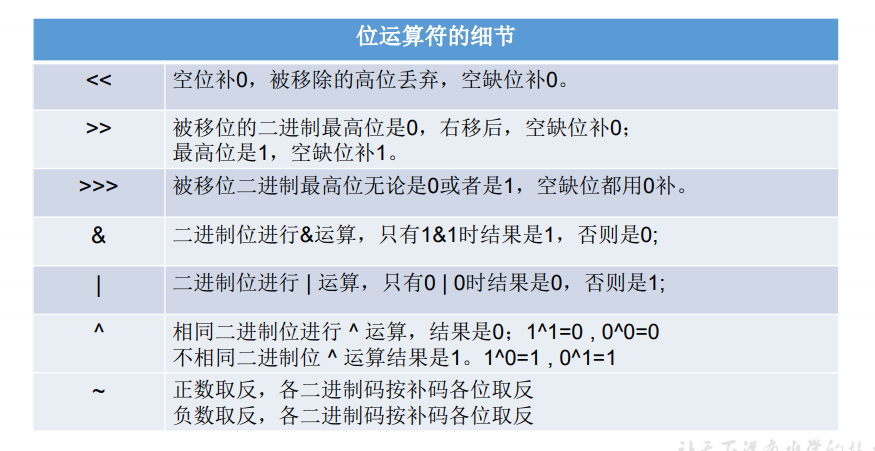 位运算符的细节
<< 空位补0，被移除的高位丢弃，空缺位补0。
>> 被移位的二进制最高位是0，右移后，空缺位补0；
最高位是1，空缺位补1。
>>> 被移位二进制最高位无论是0或者是1，空缺位都用0补。
& 二进制位进行&运算，只有1&1时结果是1，否则是0;
| 二进制位进行 | 运算，只有0 | 0时结果是0，否则是1;
^ 相同二进制位进行 ^ 运算，结果是0；1^1=0 , 0^0=0
不相同二进制位 ^ 运算结果是1。1^0=1 , 0^1=1
~ 正数取反，各二进制码按补码各位取反
负数取反，各二进制码按补码各位取反